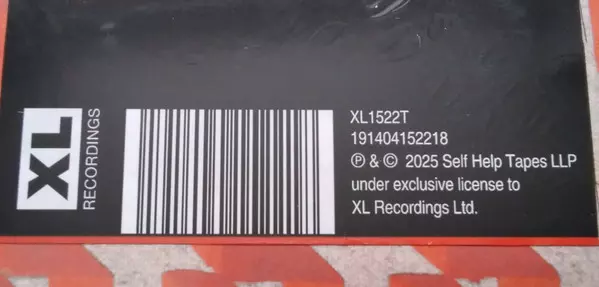 XL
RECORDINGS
XL1522T
191404152218
℗ & © 2025 Self Help Tapes LLP
under exclusive license to
XL Recordings Ltd.